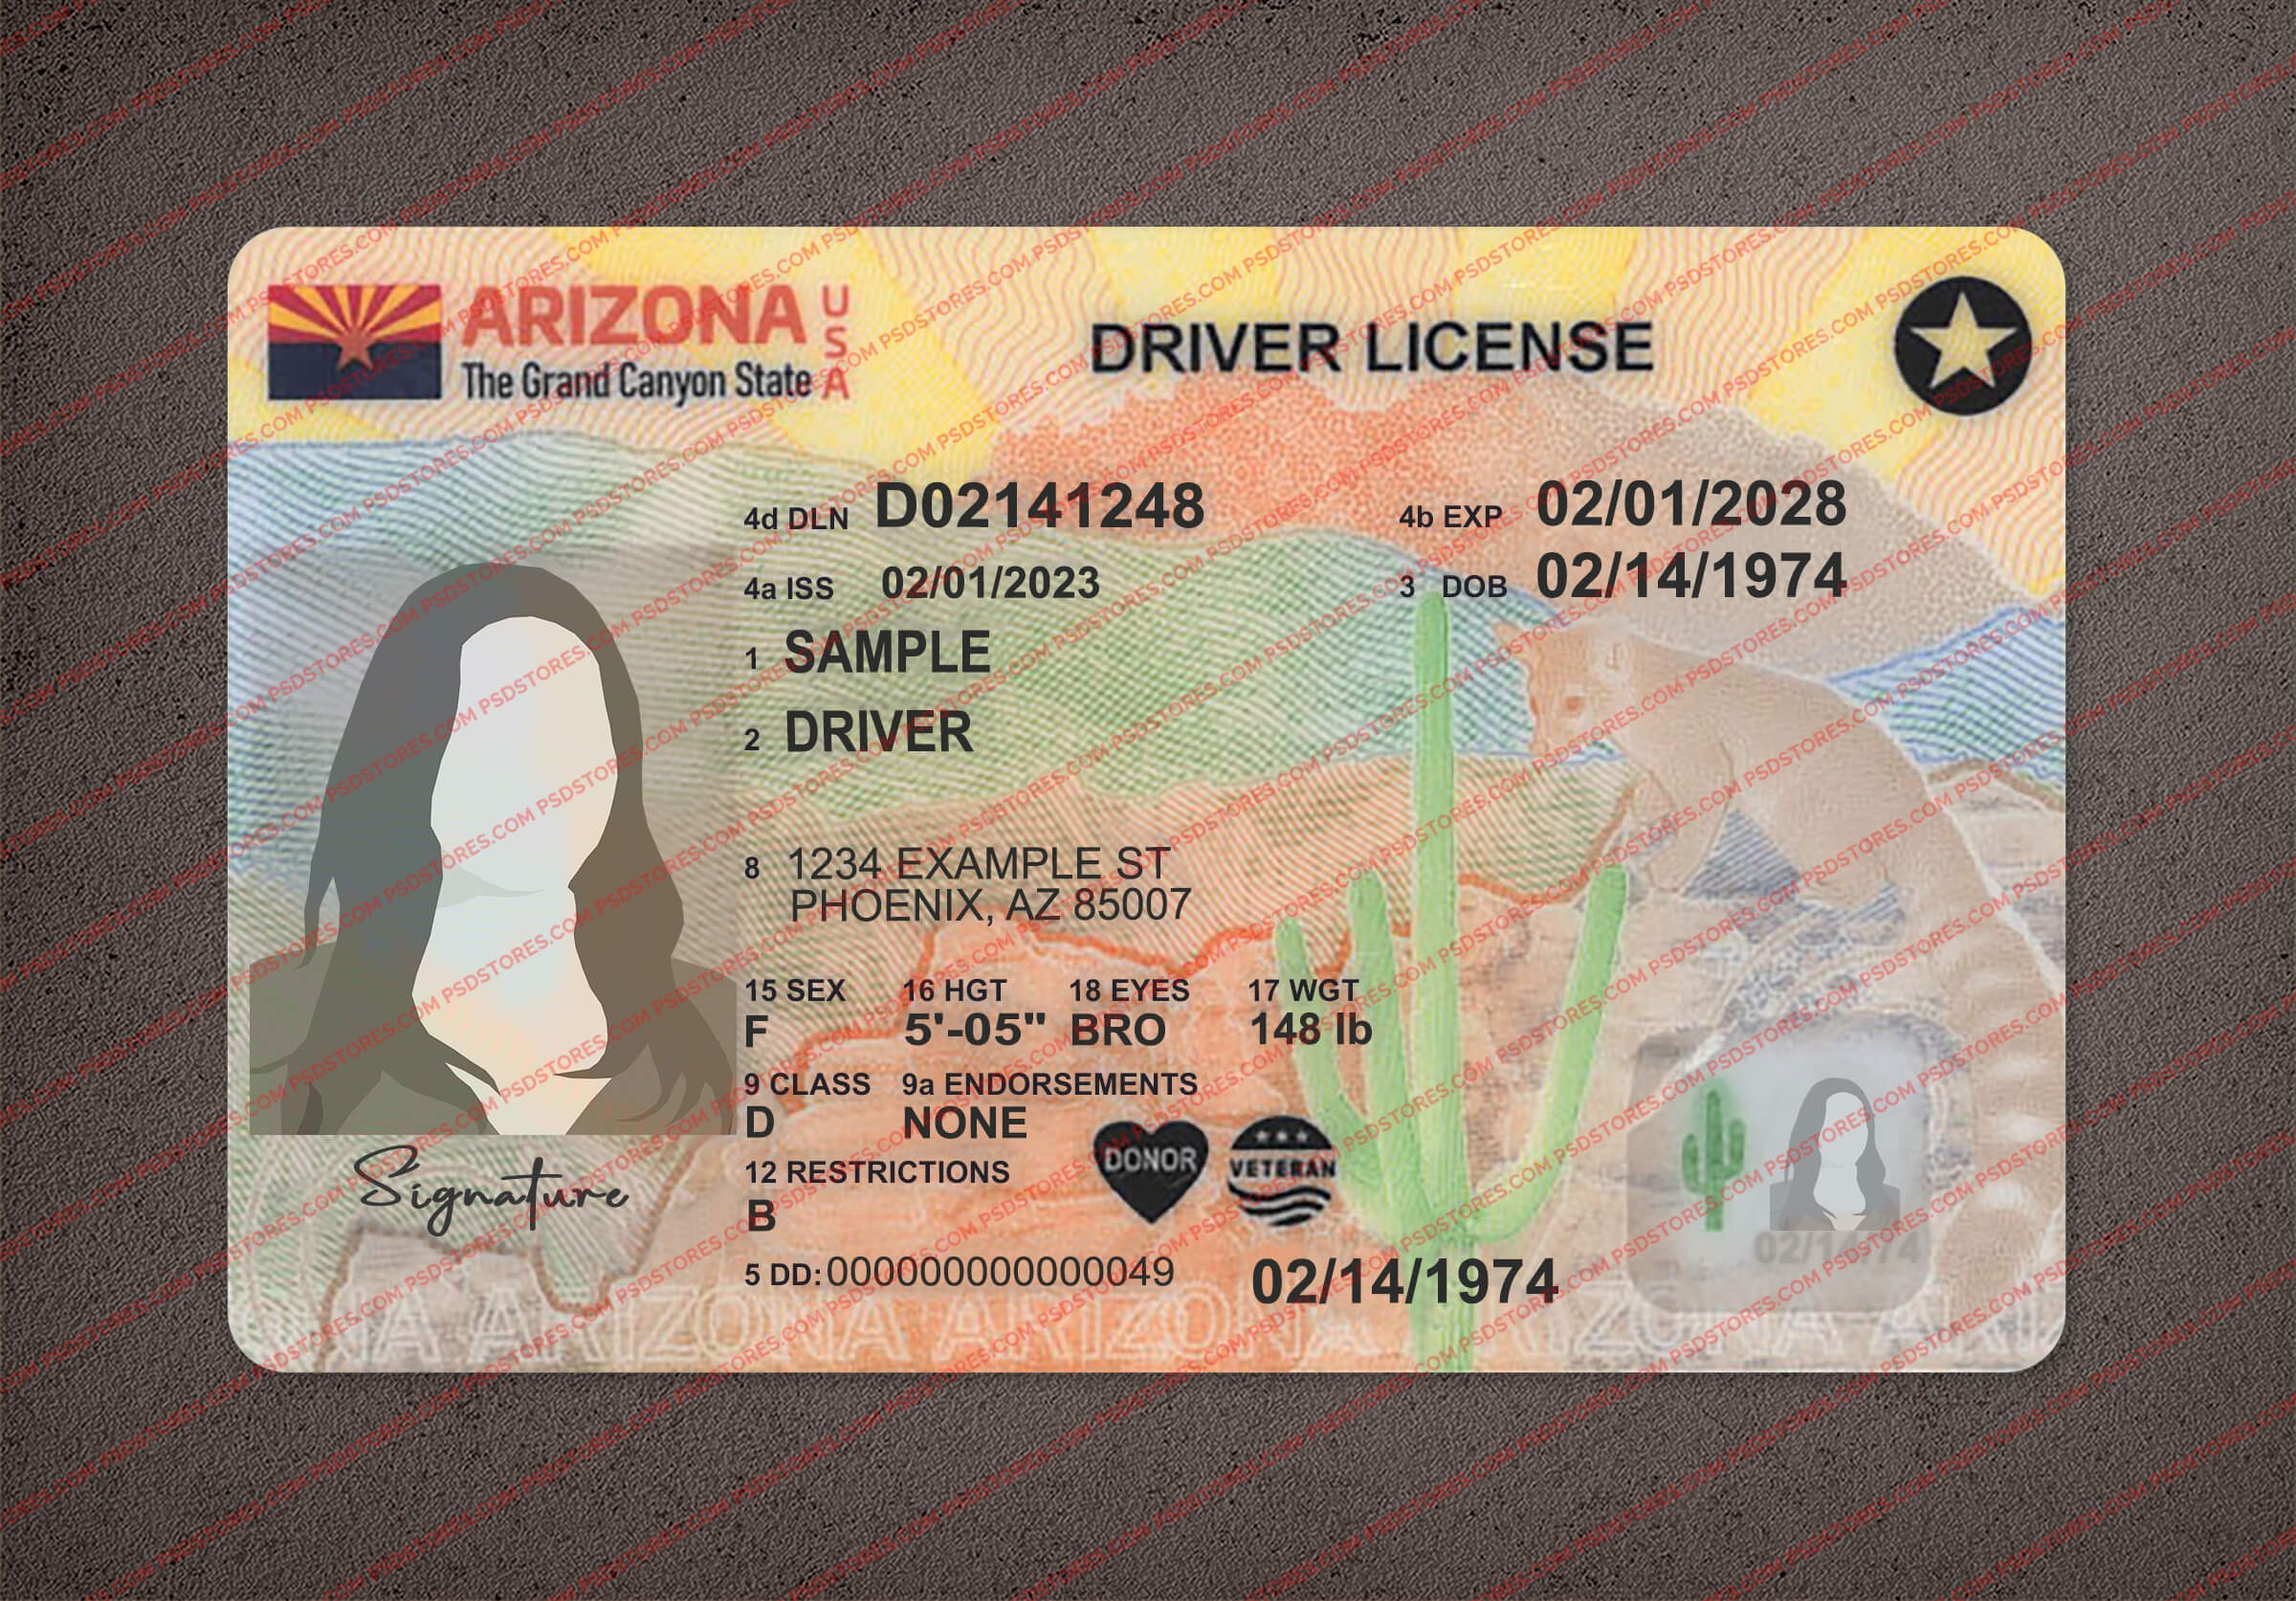 ARIZONA USA
The Grand Canyon State
DRIVER LICENSE
4d DLN D02141248
4b EXP 02/01/2028
4a ISS 02/01/2023
3 DOB 02/14/1974
1 SAMPLE
2 DRIVER
8 1234 EXAMPLE ST
PHOENIX, AZ 85007
15 SEX 16 HGT 18 EYES 17 WGT
F 5'-05" BRO 148 lb
9 CLASS 9a ENDORSEMENTS
D NONE
DONOR
VETERAN
12 RESTRICTIONS
B
Signature
5 DD:000000000000049
02/14/1974
02/14/74
ARIZONA ARIZONA ARIZONA
PSDSTORES.COM